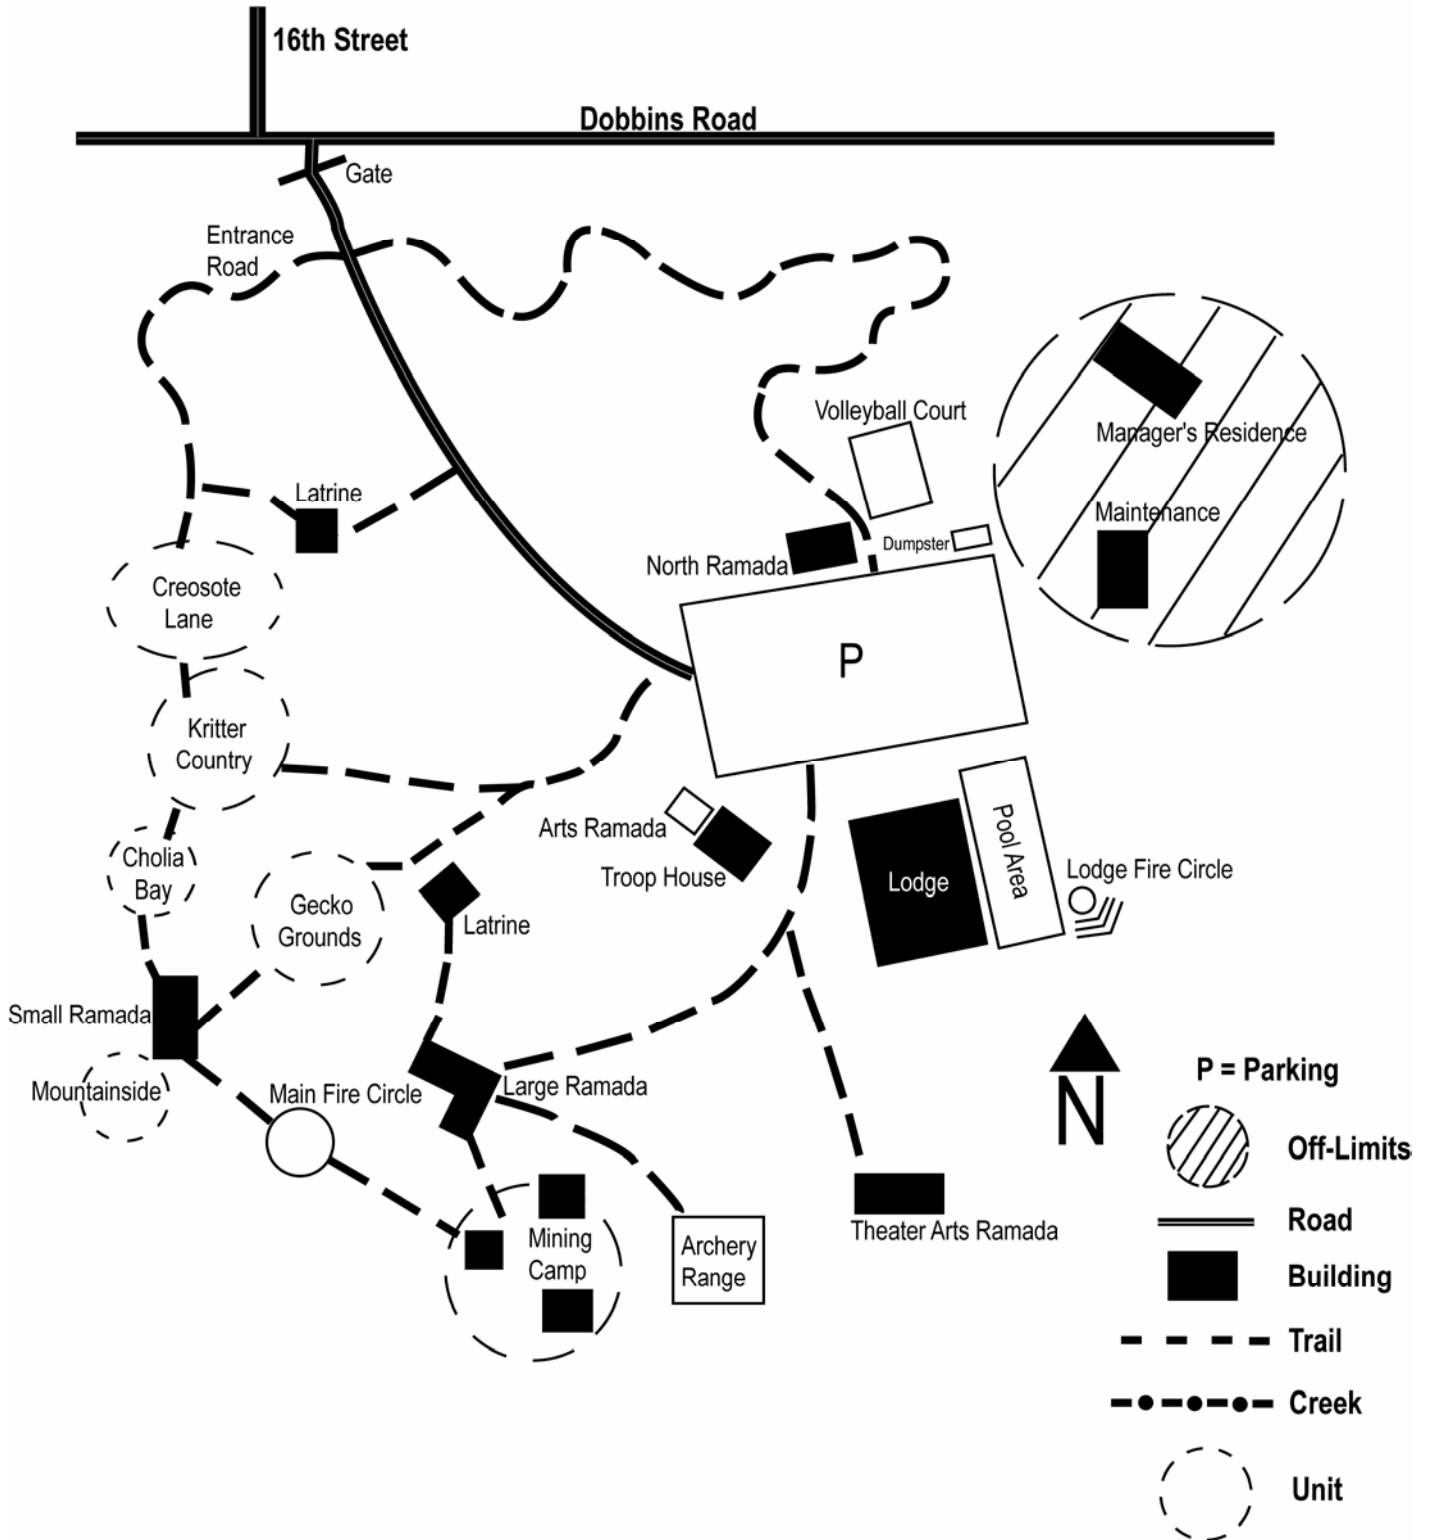 16th Street
Dobbins Road
Gate
Entrance
Road
Volleyball Court
Manager's Residence
Latrine
Maintenance
Dumpster
North Ramada
Creosote
Lane
P
Kritter
Country
Arts Ramada
Pool Area
Cholia
Bay
Troop House
Lodge
Lodge Fire Circle
Gecko
Grounds
Latrine
Small Ramada
Mountainside
Main Fire Circle
Large Ramada
N
P = Parking
Off-Limits
Mining
Camp
Archery
Range
Theater Arts Ramada
Road
Building
Trail
Creek
Unit